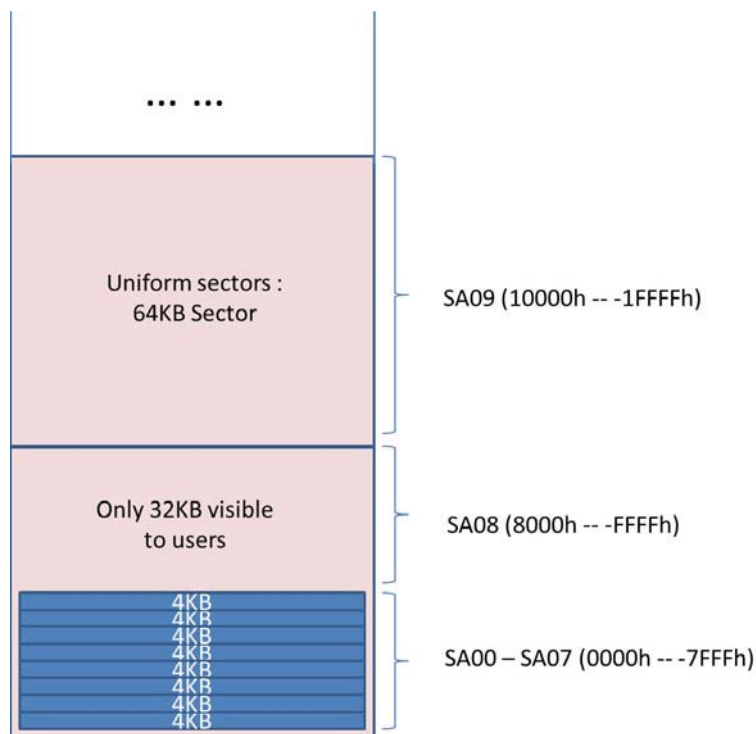 ... ...
Uniform sectors :
64KB Sector
SA09 (10000h -- -1FFFFh)
Only 32KB visible
to users
SA08 (8000h -- -FFFFh)
4KB
4KB
4KB
4KB
4KB
4KB
4KB
4KB
SA00 – SA07 (0000h -- -7FFFh)